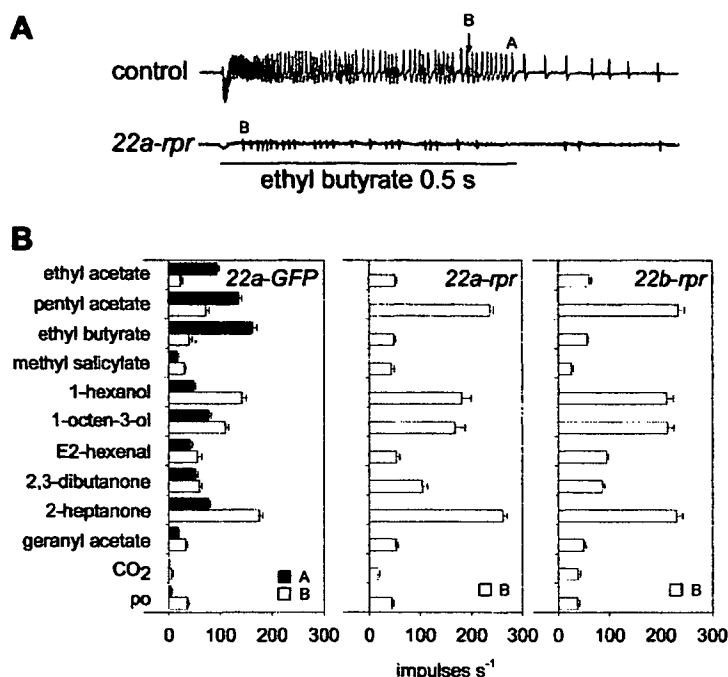 A
control
B
A
22a-rpr
B
ethyl butyrate 0.5 s
B
22a-GFP
22a-rpr
22b-rpr
ethyl acetate
pentyl acetate
ethyl butyrate
methyl salicylate
1-hexanol
1-octen-3-ol
E2-hexenal
2,3-dibutanone
2-heptanone
geranyl acetate
CO2
po
A
B
B
B
0 100 200 300
0 100 200 300
0 100 200 300
impulses s⁻¹